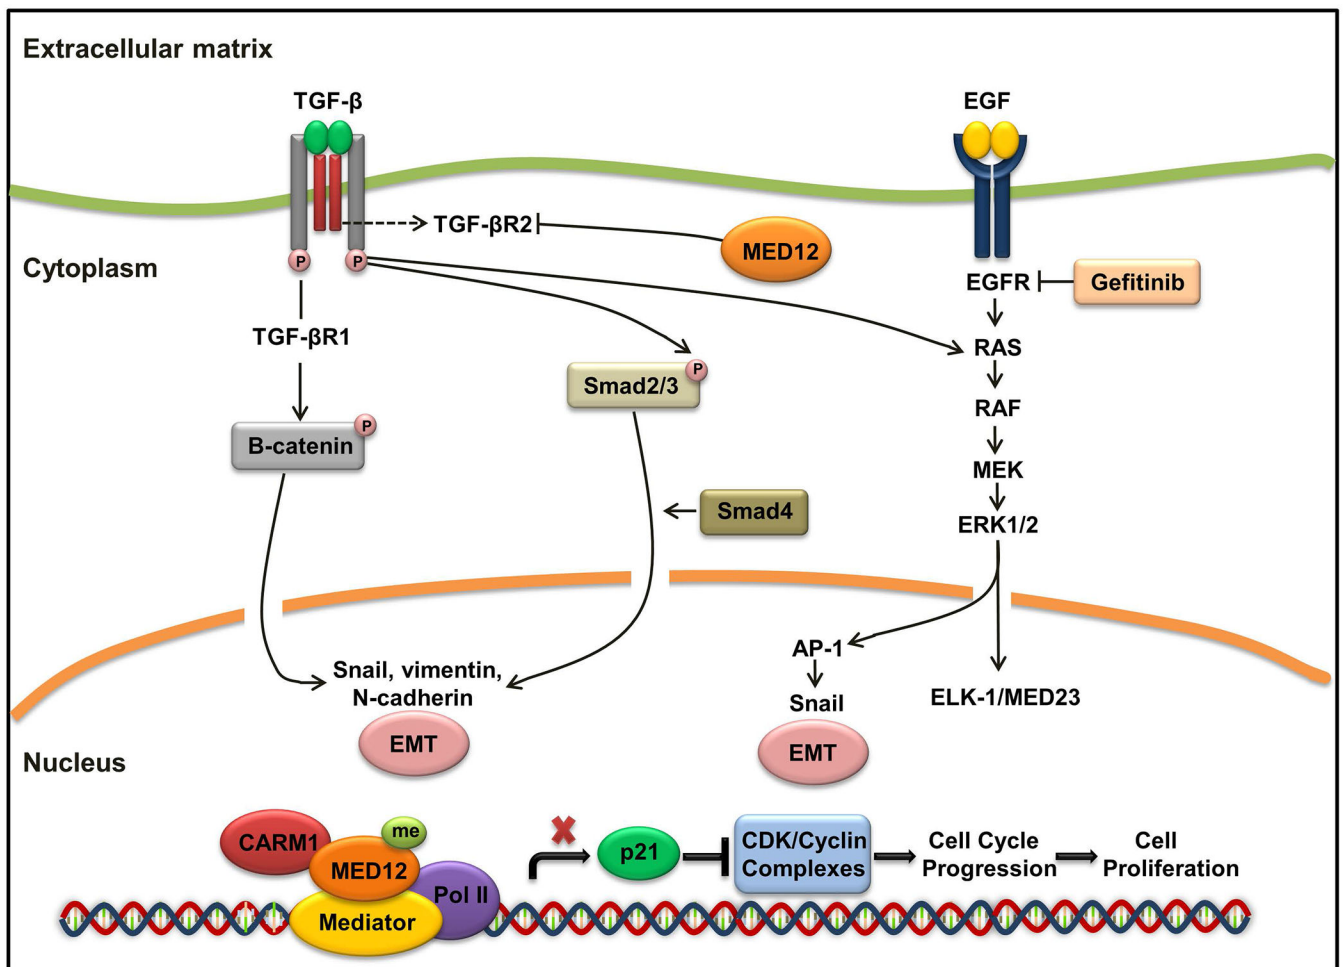 Extracellular matrix
TGF-β
EGF
TGF-βR2
MED12
Cytoplasm
P
P
EGFR
Gefitinib
TGF-βR1
RAS
Smad2/3
P
RAF
B-catenin
P
MEK
Smad4
ERK1/2
AP-1
Snail, vimentin,
N-cadherin
Snail
ELK-1/MED23
EMT
EMT
Nucleus
CARM1
me
MED12
Pol II
Mediator
p21
CDK/Cyclin
Complexes
Cell Cycle
Progression
Cell
Proliferation